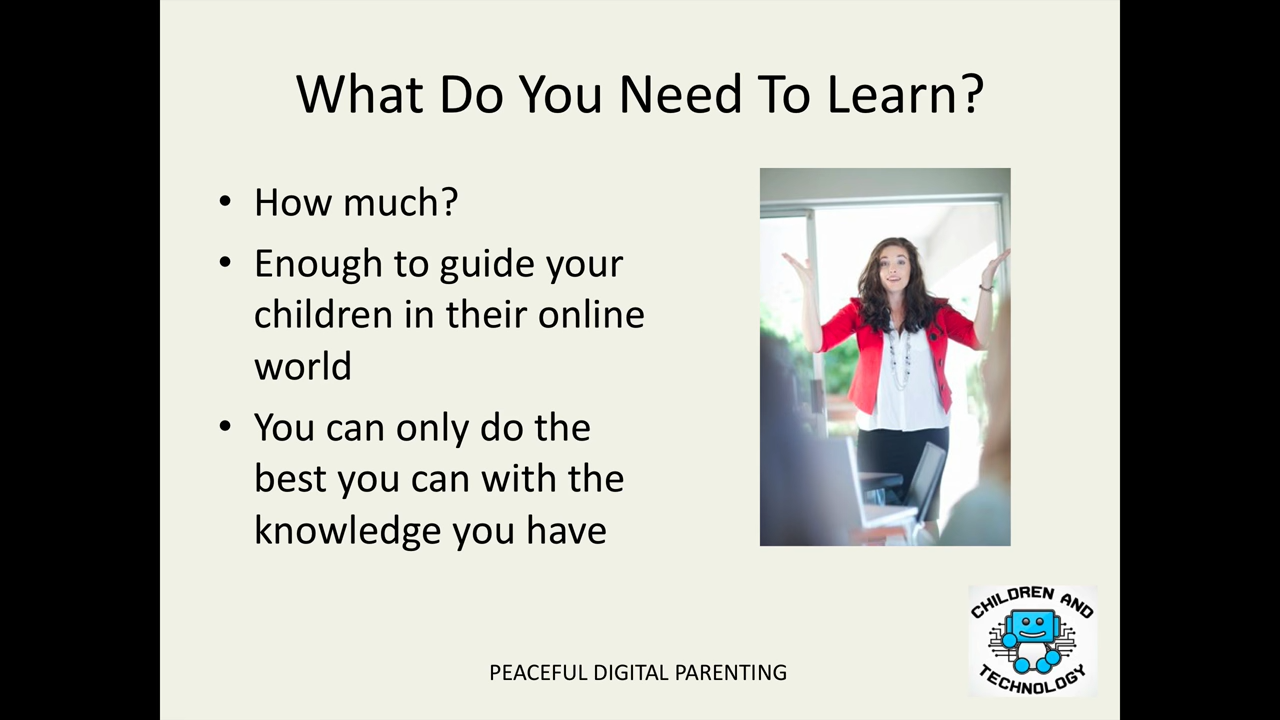 What Do You Need To Learn?
• How much?
• Enough to guide your
children in their online
world
• You can only do the
best you can with the
knowledge you have
CHILDREN AND
TECHNOLOGY
PEACEFUL DIGITAL PARENTING